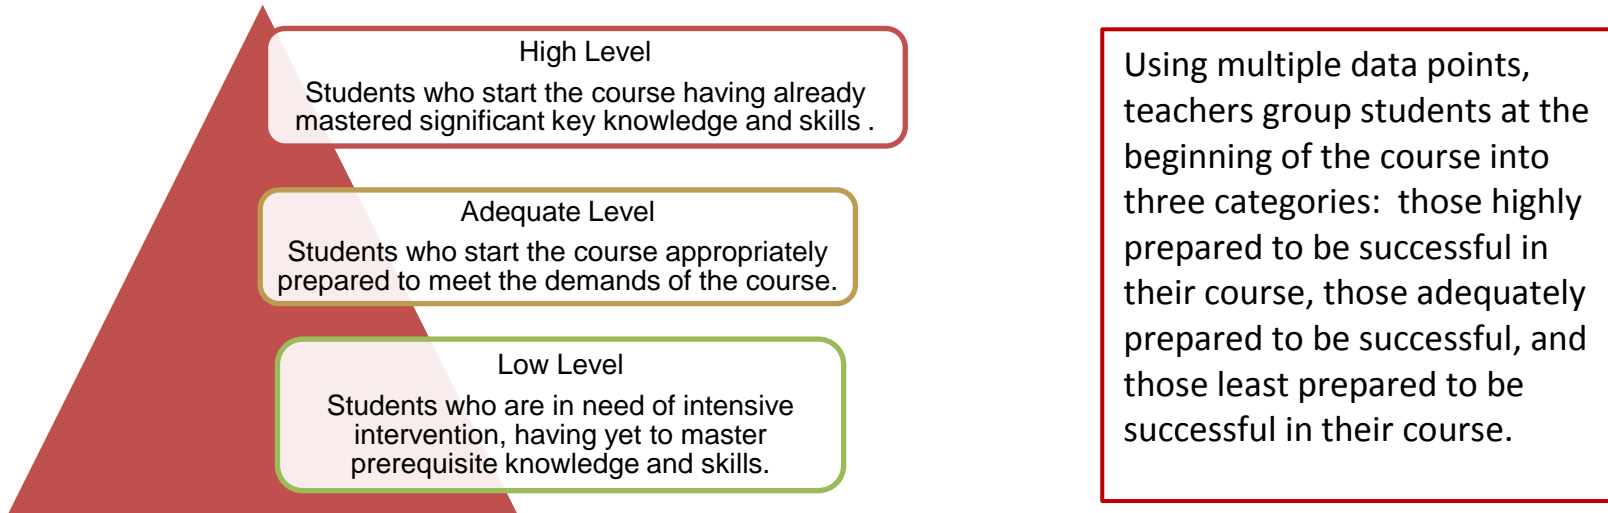 High Level
Students who start the course having already
mastered significant key knowledge and skills .
Adequate Level
Students who start the course appropriately
prepared to meet the demands of the course.
Low Level
Students who are in need of intensive
intervention, having yet to master
prerequisite knowledge and skills.
Using multiple data points,
teachers group students at the
beginning of the course into
three categories:  those highly
prepared to be successful in
their course, those adequately
prepared to be successful, and
those least prepared to be
successful in their course.